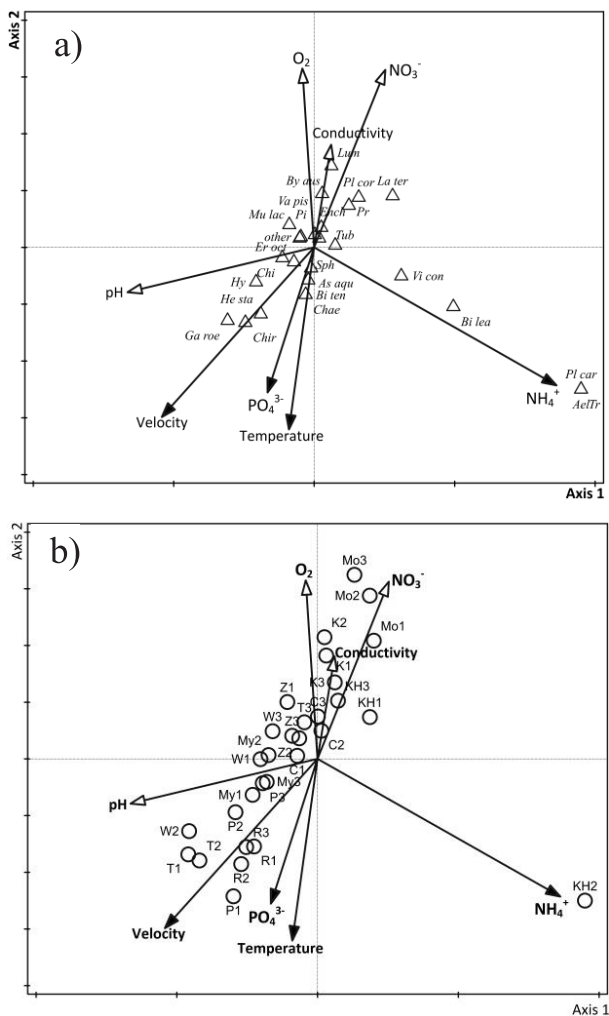 Axis 2
a)
O2
NO3-
Conductivity
Lum
By aus
Pl cor
La ter
Va pis
Mu lac
Pi
Ench
Pr
other
Tub
Er oct
Sph
Chi
As aqu
Vi con
pH
Hy
Bi ten
He sta
Chae
Bi lea
Ga roe
Chir
Pl car
PO4 3-
NH4+
AelTr
Velocity
Temperature
Axis 1
Axis 2
b)
Mo3
O2
NO3-
Mo2
K2
Mo1
Conductivity
K1
K3
KH3
Z1
C3
KH1
T3
W3
Z3
My2
C2
W1
Z2
C1
My3
pH
My1
P3
P2
W2
R3
T2
T1
R1
R2
KH2
P1
PO4 3-
NH4+
Velocity
Temperature
Axis 1